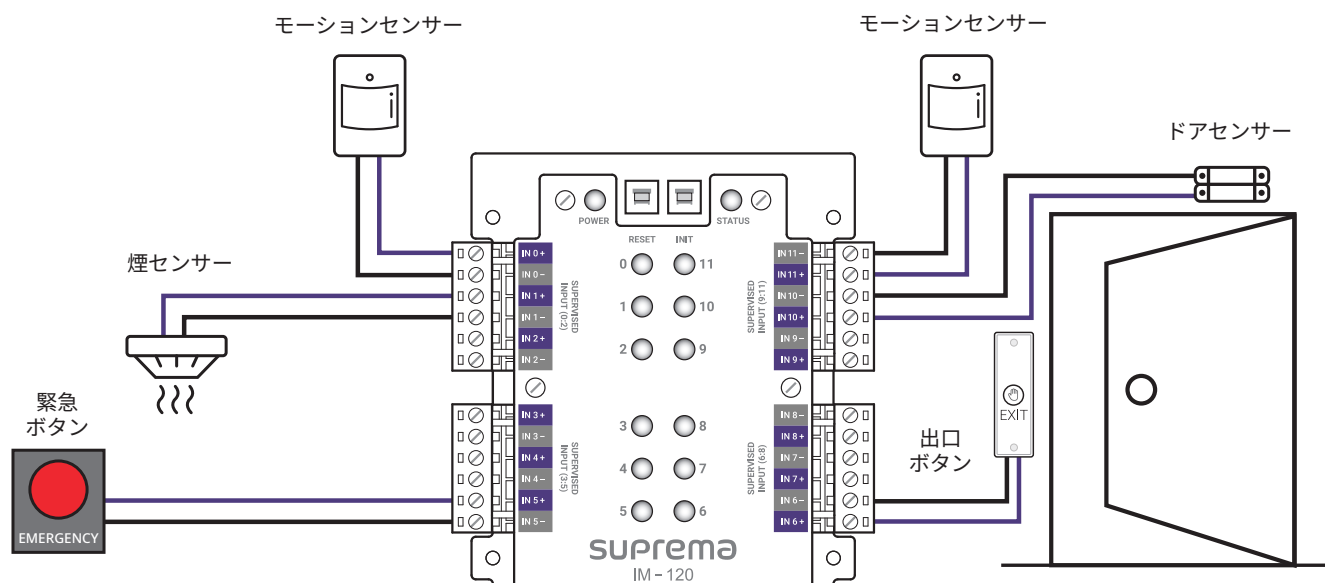 モーションセンサー
モーションセンサー
ドアセンサー
煙センサー
緊急
ボタン
EMERGENCY
出口
ボタン
EXIT
POWER
STATUS
RESET
INIT
0
11
1
10
2
9
3
8
4
7
5
6
IN 0+
IN 0-
IN 1+
IN 1-
IN 2+
IN 2-
SUPERVISED
INPUT (0:2)
IN 3+
IN 3-
IN 4+
IN 4-
IN 5+
IN 5-
SUPERVISED
INPUT (3:5)
IN 11-
IN 11+
IN 10-
IN 10+
IN 9-
IN 9+
SUPERVISED
INPUT (9:11)
IN 8-
IN 8+
IN 7-
IN 7+
IN 6-
IN 6+
SUPERVISED
INPUT (6:8)
suprema
IM-120